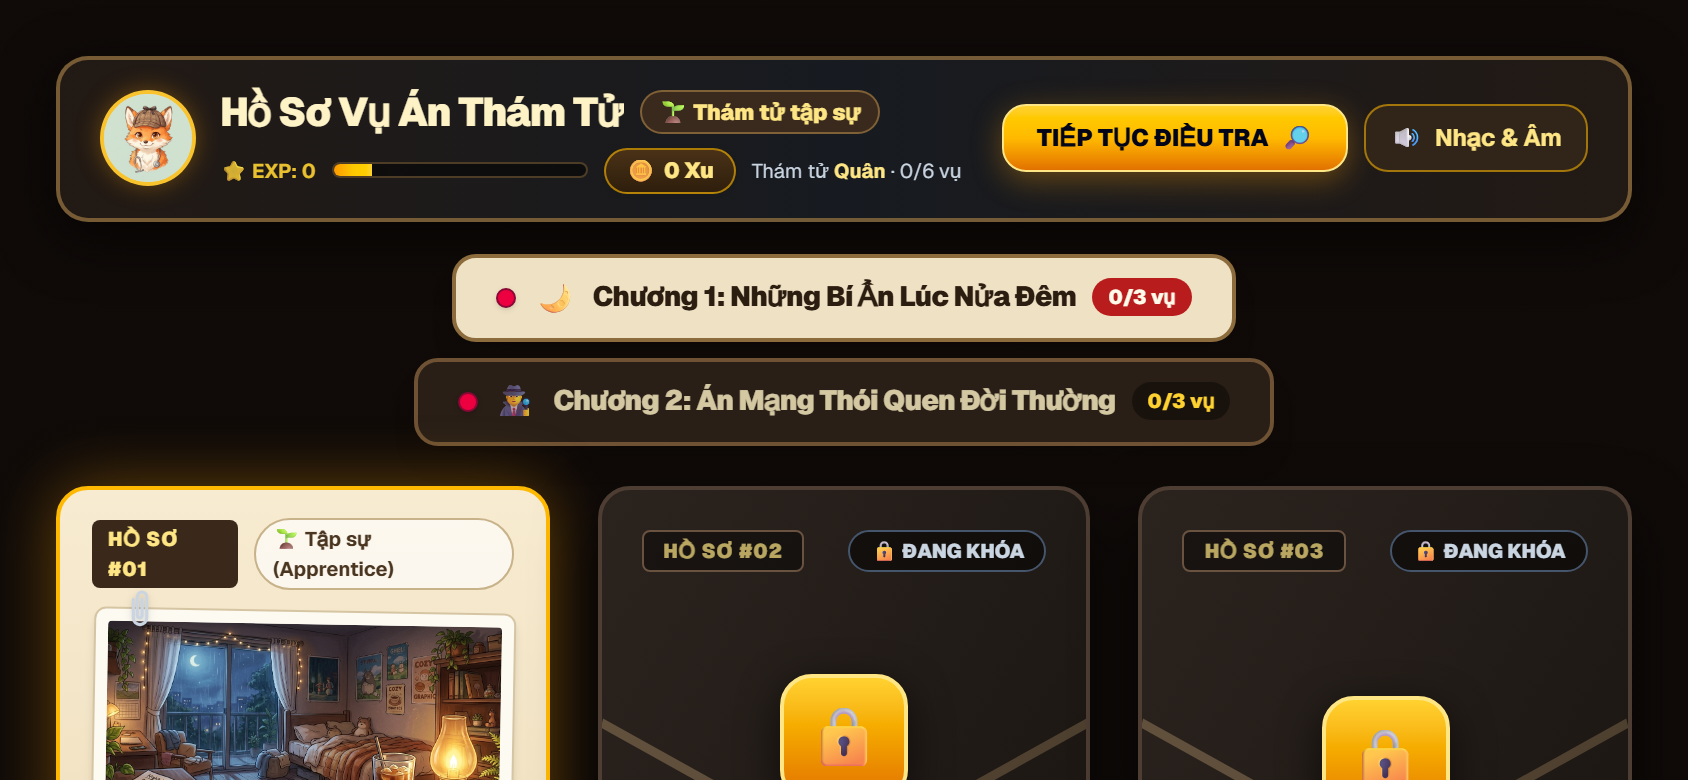 Hồ Sơ Vụ Án Thám Tử
Thám tử tập sự
EXP: 0
0 Xu
Thám tử Quân · 0/6 vụ
TIẾP TỤC ĐIỀU TRA
Nhạc & Âm
Chương 1: Những Bí Ẩn Lúc Nửa Đêm
0/3 vụ
Chương 2: Án Mạng Thói Quen Đời Thường
0/3 vụ
HỒ SƠ
#01
Tập sự
(Apprentice)
HỒ SƠ #02
ĐANG KHÓA
HỒ SƠ #03
ĐANG KHÓA
COZY